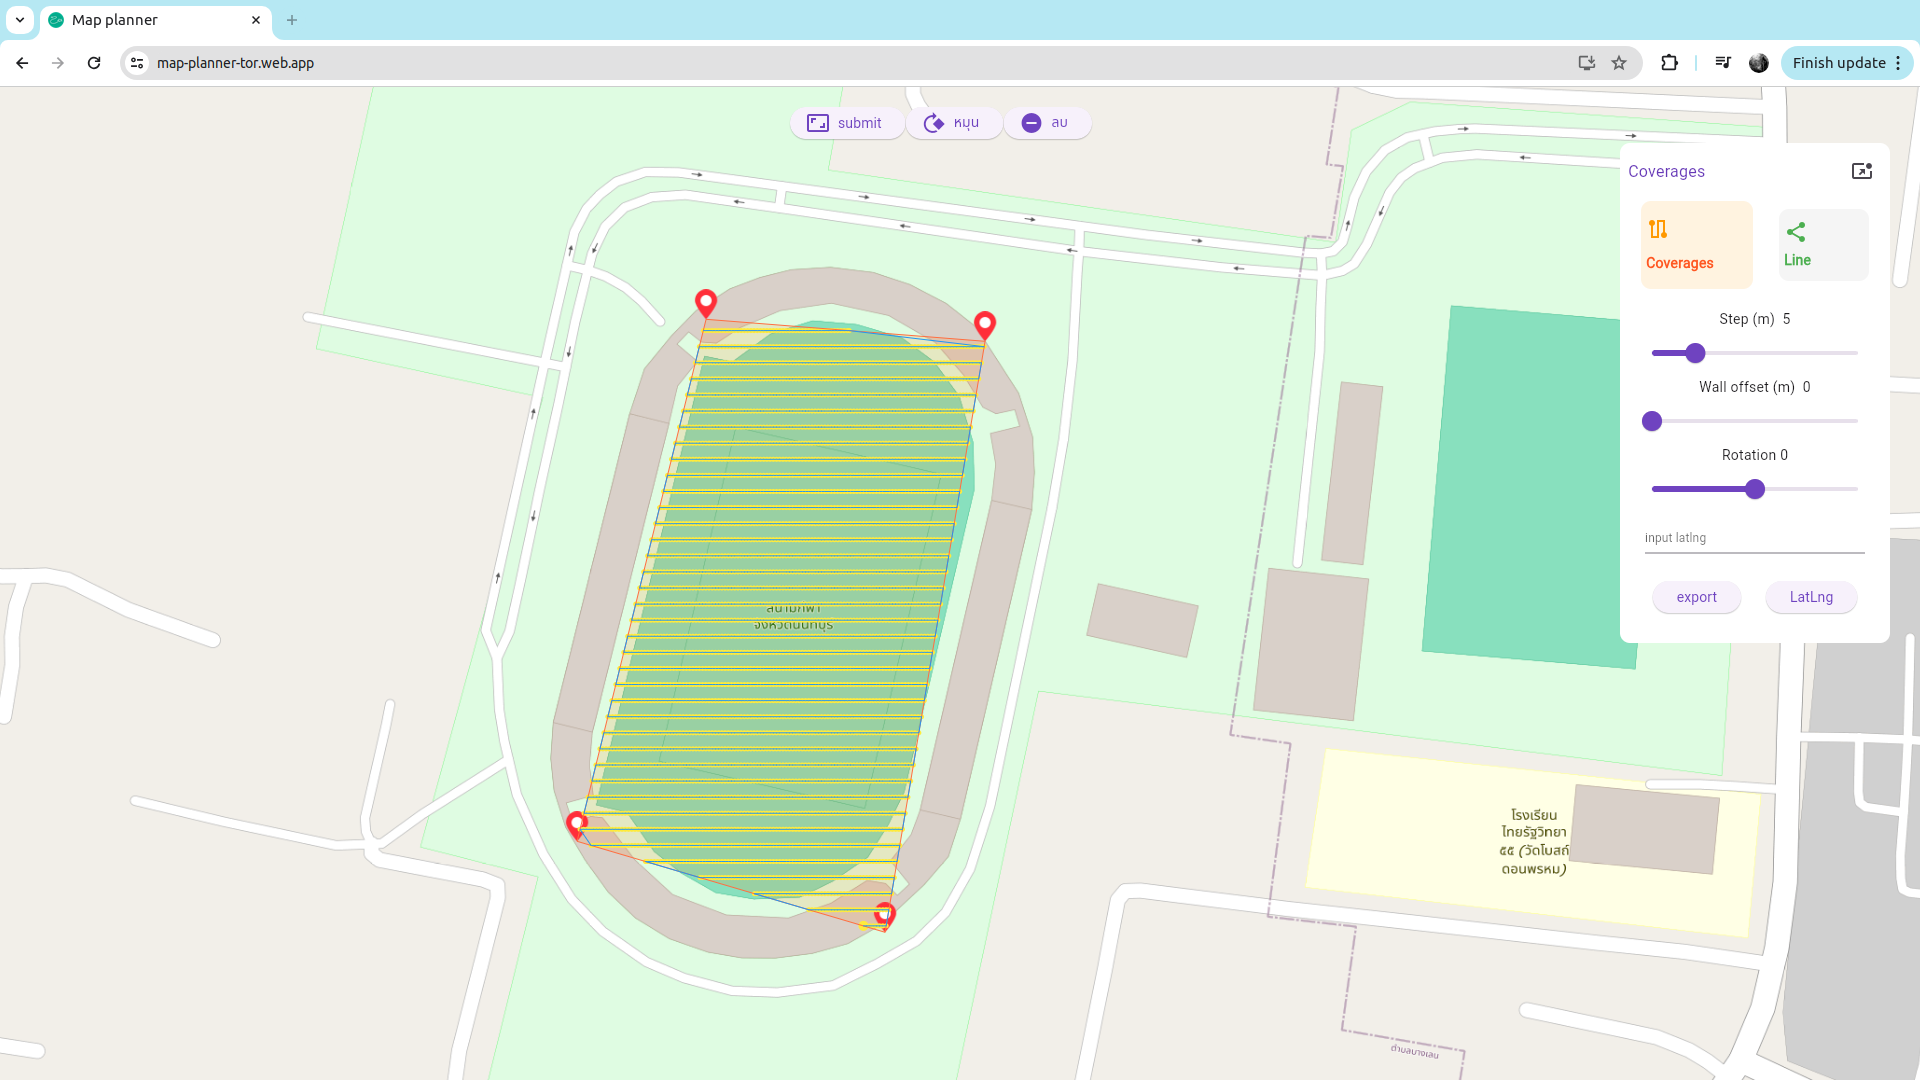 Map planner
map-planner-tor.web.app
Finish update
submit
หมุน
ลบ
Coverages
Coverages
Line
Step (m) 5
Wall offset (m) 0
Rotation 0
input latlng
export
LatLng
สนามกีฬา
จังหวัดนนทบุรี
โรงเรียน
ไทยรัฐวิทยา
๕๕ (วัดโบสถ์
ดอนพรหม)
ตำบลบางเลน